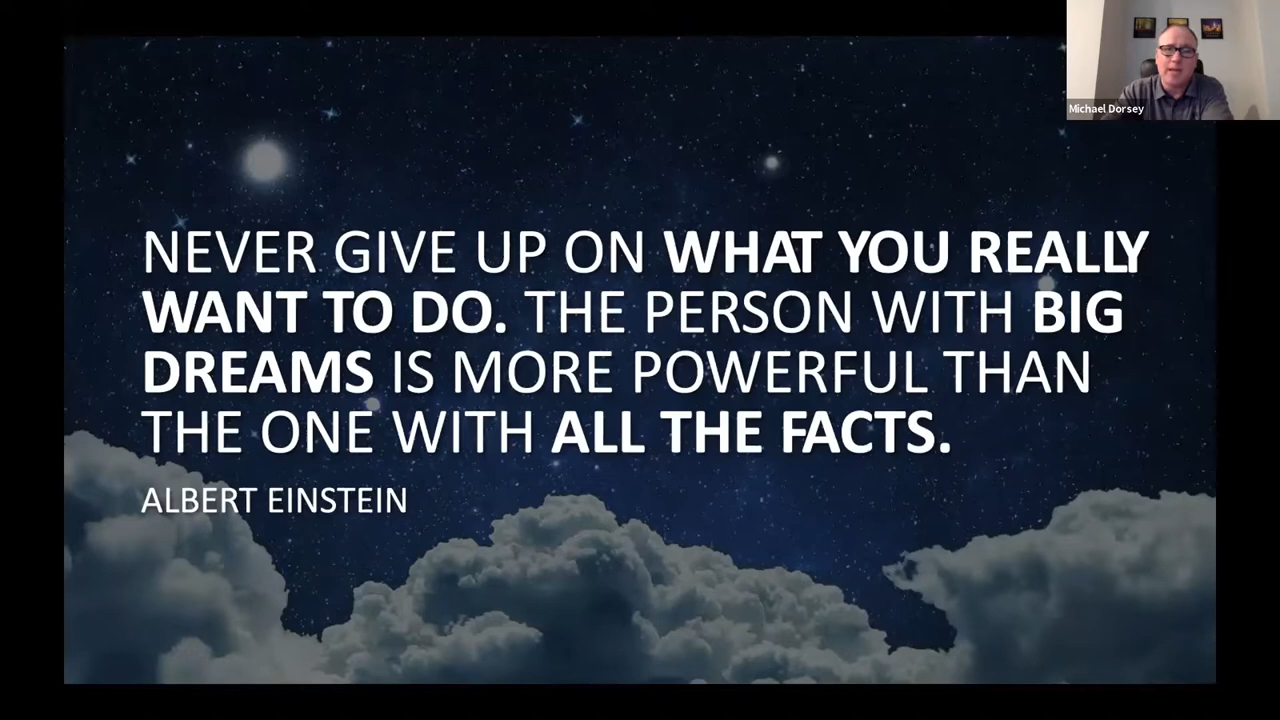 Michael Dorsey
NEVER GIVE UP ON WHAT YOU REALLY
WANT TO DO. THE PERSON WITH BIG
DREAMS IS MORE POWERFUL THAN
THE ONE WITH ALL THE FACTS.
ALBERT EINSTEIN